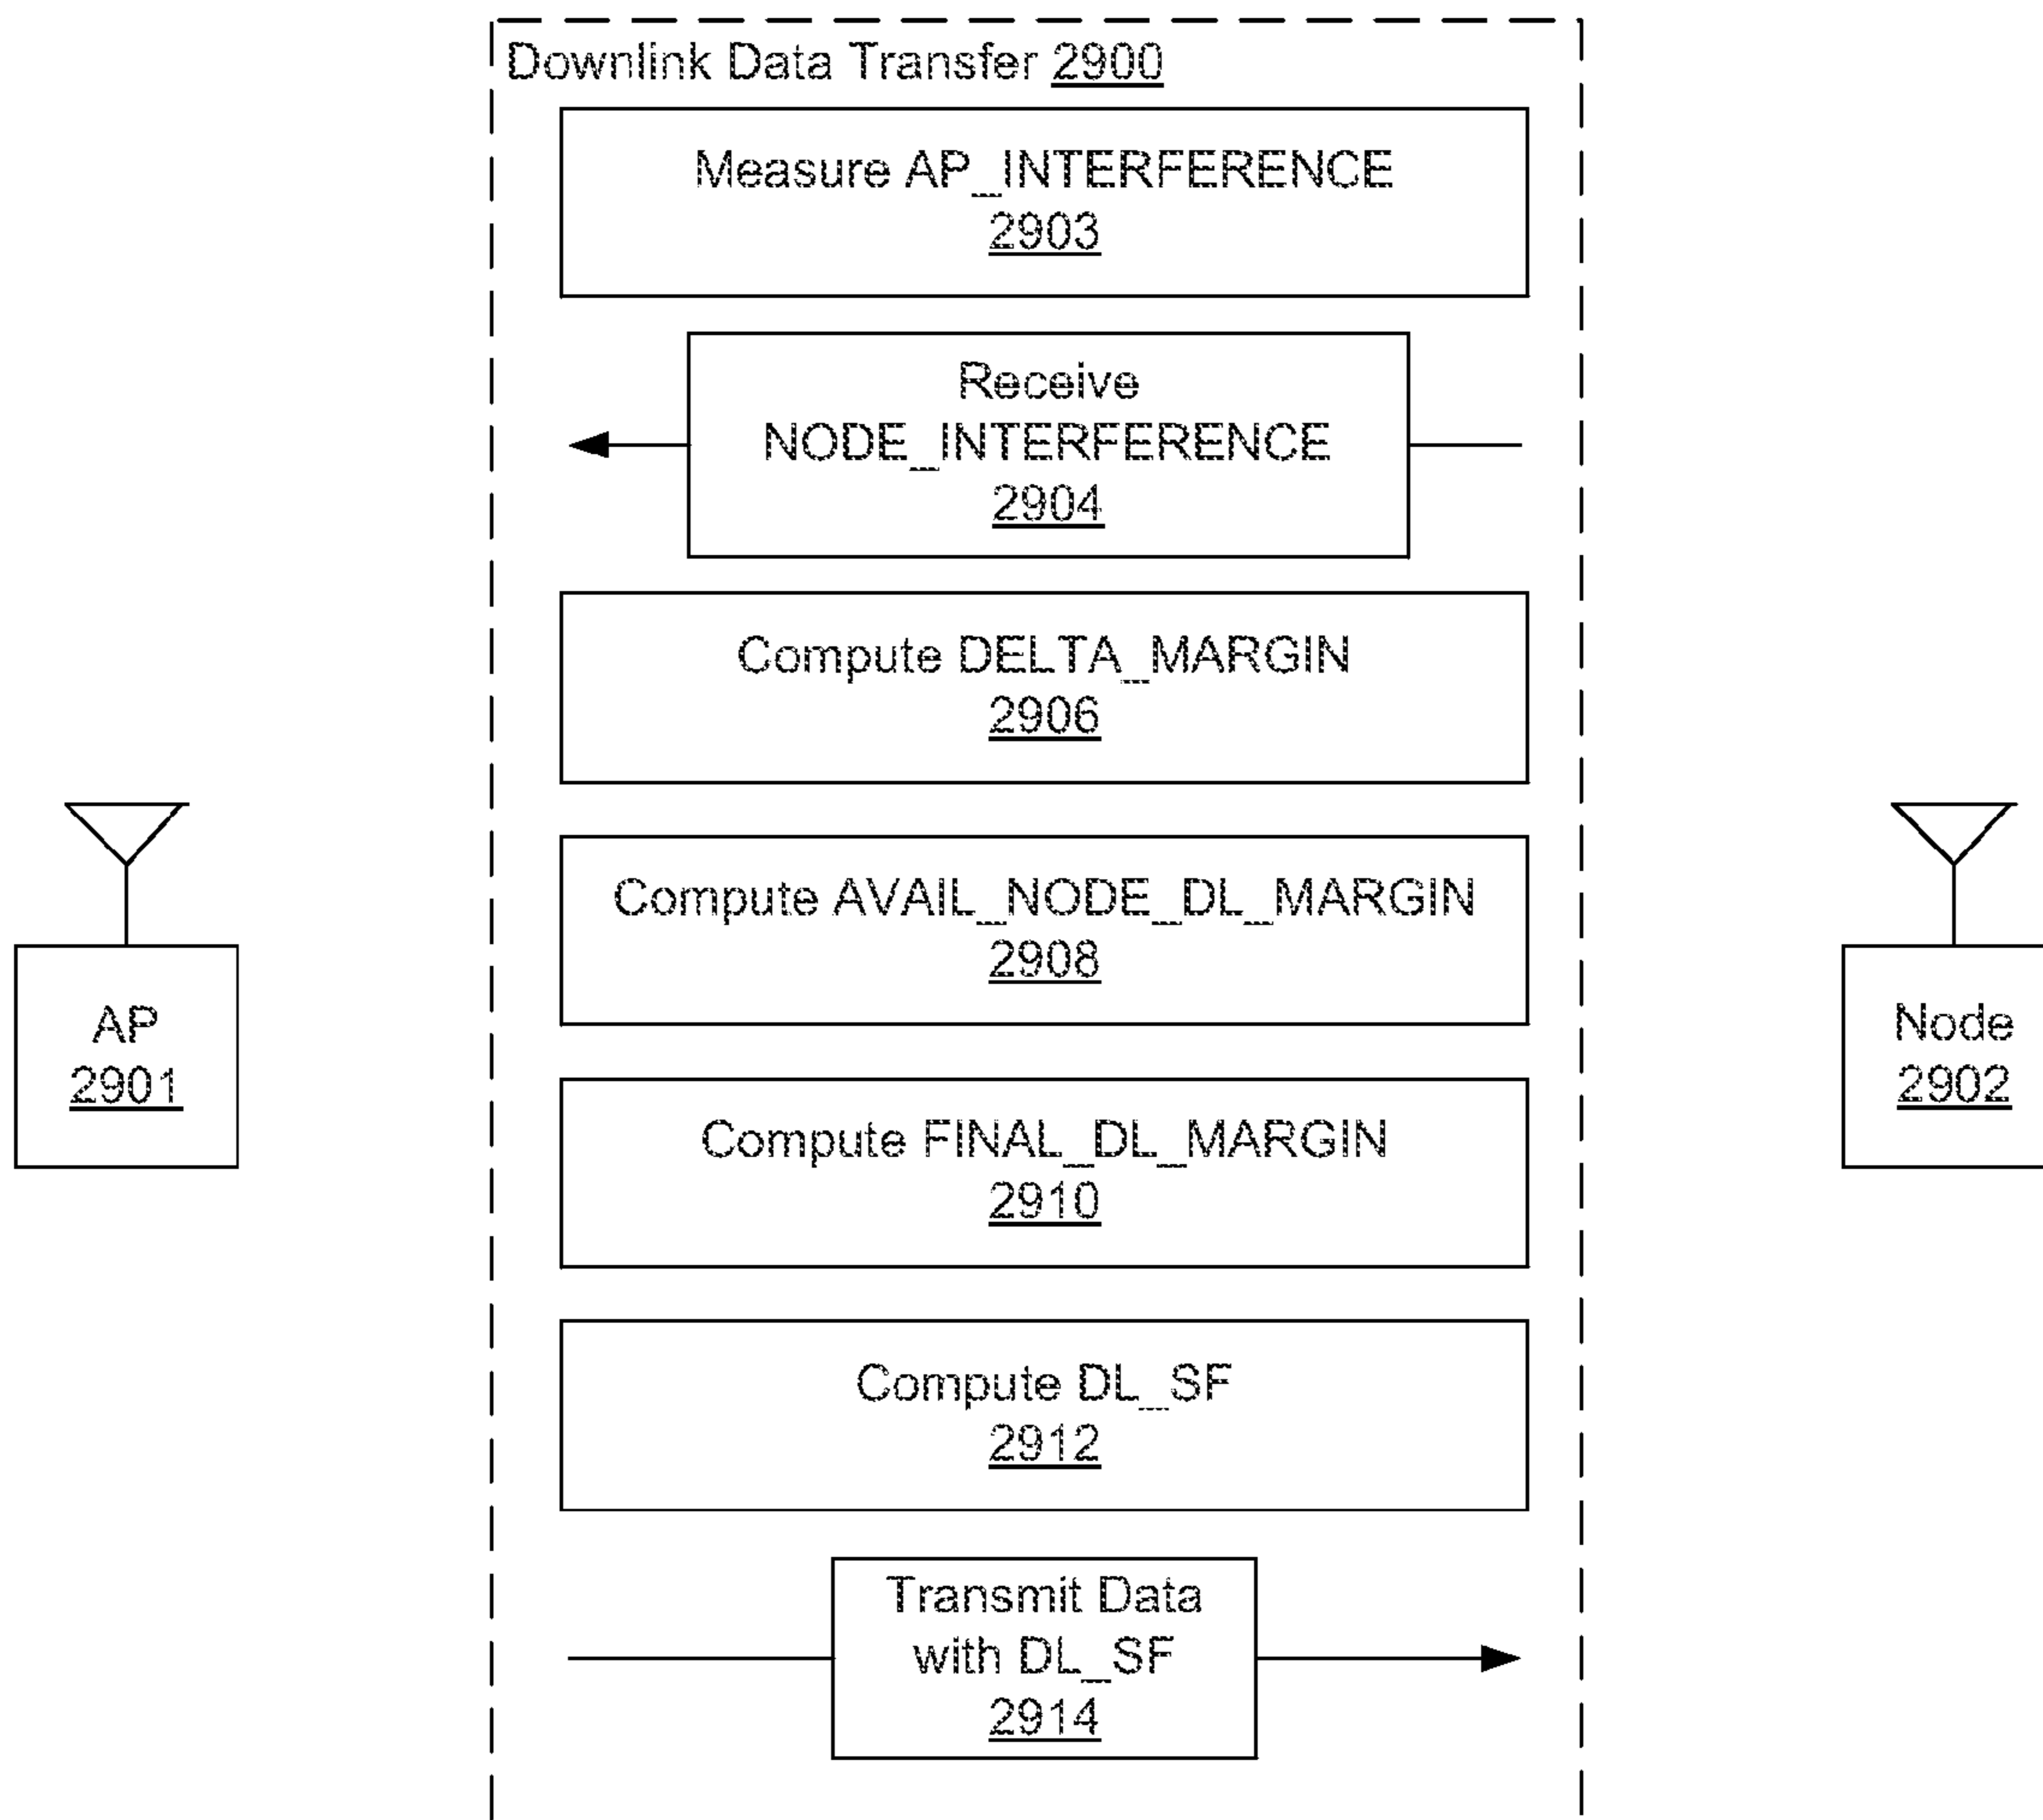 Downlink Data Transfer 2900
Measure AP_INTERFERENCE
2903
Receive
NODE_INTERFERENCE
2904
Compute DELTA_MARGIN
2906
Compute AVAIL_NODE_DL_MARGIN
2908
AP
2901
Node
2902
Compute FINAL_DL_MARGIN
2910
Compute DL_SF
2912
Transmit Data
with DL_SF
2914